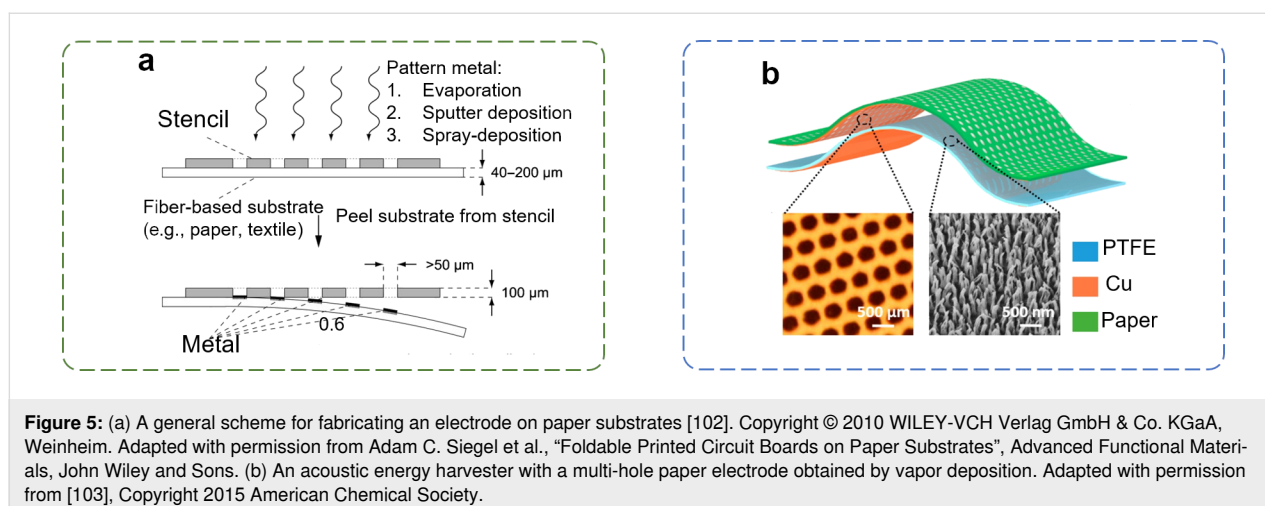 a
Pattern metal:
1. Evaporation
2. Sputter deposition
3. Spray-deposition
Stencil
40–200 µm
Fiber-based substrate
(e.g., paper, textile)
Peel substrate from stencil
>50 µm
100 µm
0.6
Metal
b
500 µm
500 nm
PTFE
Cu
Paper
Figure 5: (a) A general scheme for fabricating an electrode on paper substrates [102]. Copyright © 2010 WILEY-VCH Verlag GmbH & Co. KGaA,
Weinheim. Adapted with permission from Adam C. Siegel et al., “Foldable Printed Circuit Boards on Paper Substrates”, Advanced Functional Materi-
als, John Wiley and Sons. (b) An acoustic energy harvester with a multi-hole paper electrode obtained by vapor deposition. Adapted with permission
from [103], Copyright 2015 American Chemical Society.